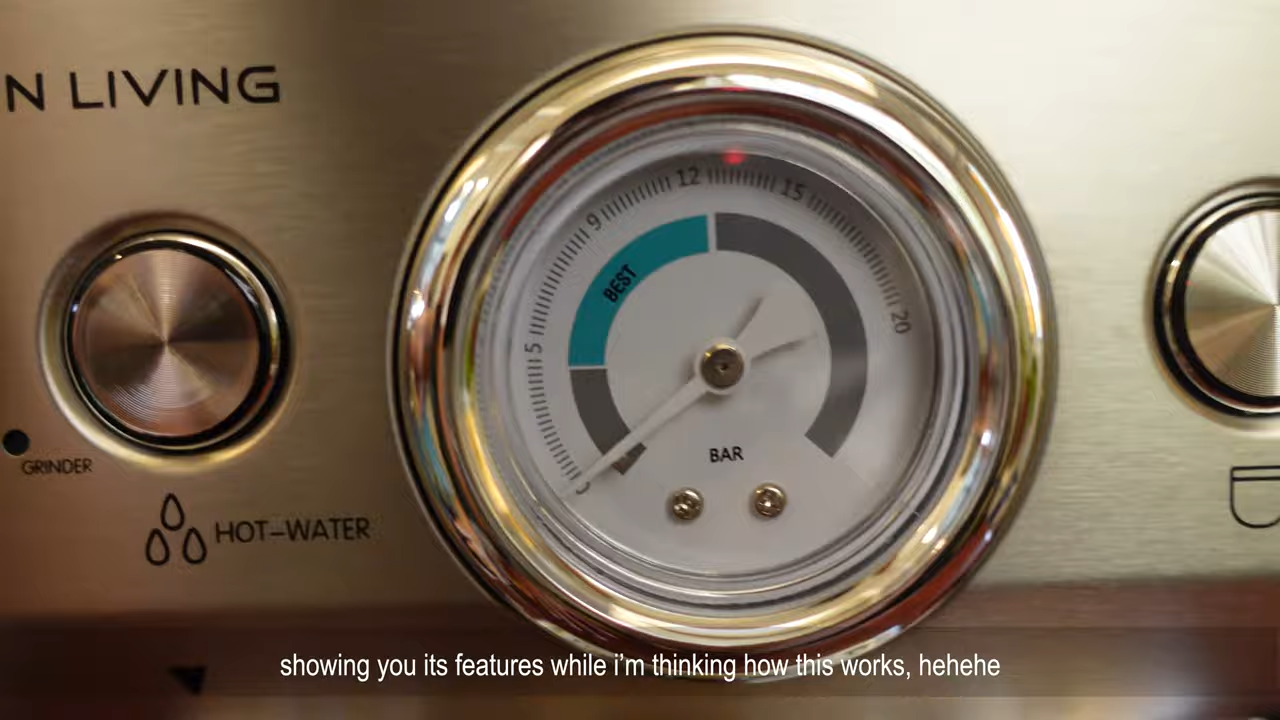 N LIVING
12
15
9
BEST
20
5
BAR
0
GRINDER
HOT-WATER
showing you its features while i'm thinking how this works, hehehe